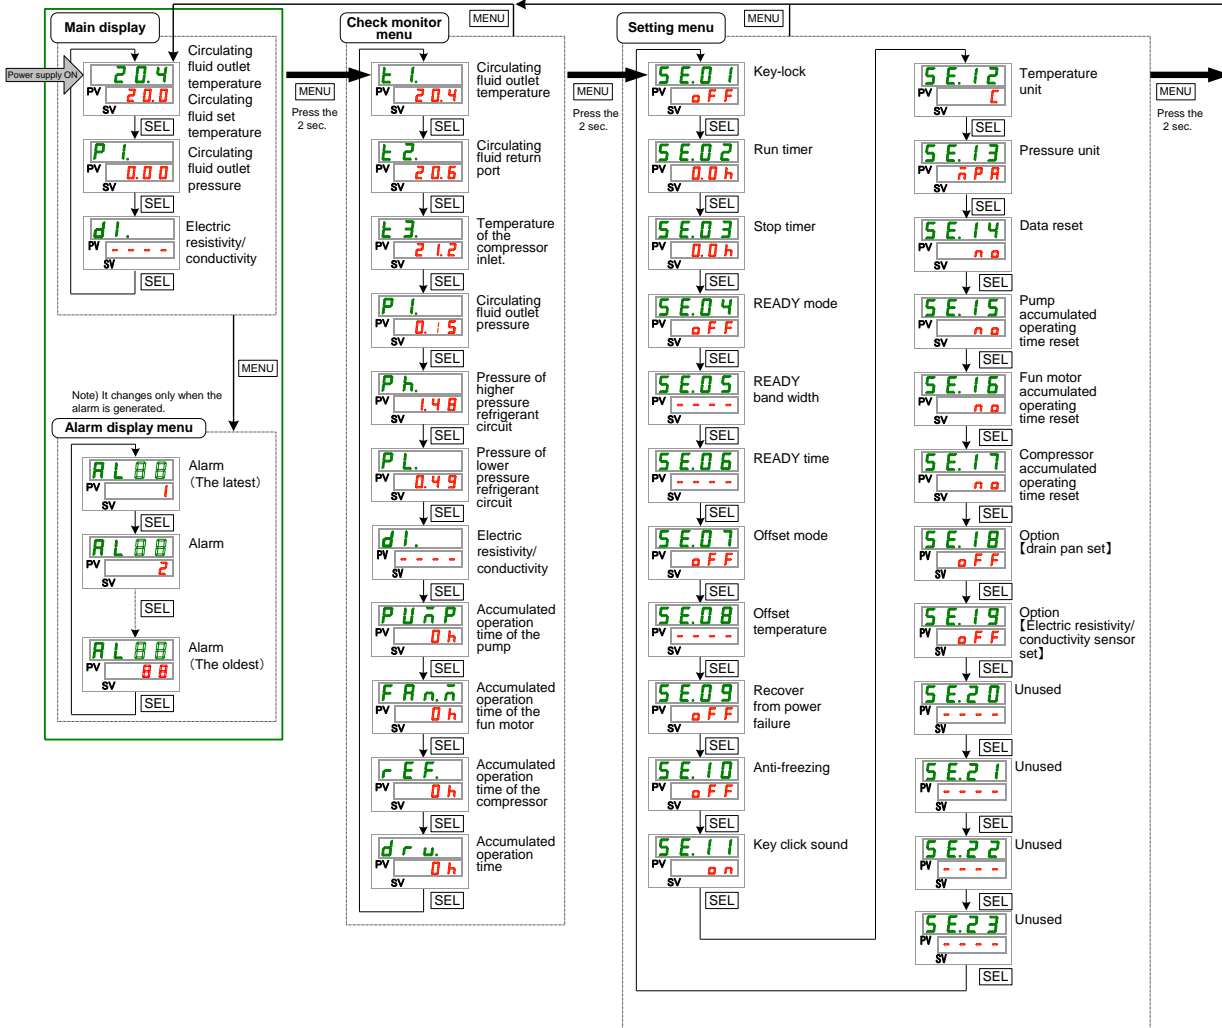 Main display
Power supply ON
20.4
PV
20.0
SV
Circulating
fluid outlet
temperature
Circulating
fluid set
temperature
SEL
P 1.
PV
0.00
SV
Circulating
fluid outlet
pressure
SEL
d1.
PV
- - - -
SV
Electric
resistivity/
conductivity
SEL
MENU
Note) It changes only when the
alarm is generated.
Alarm display menu
AL88
PV
1
SV
Alarm
(The latest)
SEL
AL88
PV
2
SV
Alarm
SEL
AL88
PV
88
SV
Alarm
(The oldest)
SEL
MENU
Press the
2 sec.
MENU
Check monitor
menu
t 1.
PV
20.4
SV
Circulating
fluid outlet
temperature
SEL
t 2.
PV
20.6
SV
Circulating
fluid return
port
SEL
t 3.
PV
21.2
SV
Temperature
of the
compressor
inlet.
SEL
P 1.
PV
0.15
SV
Circulating
fluid outlet
pressure
SEL
Ph.
PV
1.48
SV
Pressure of
higher
pressure
refrigerant
circuit
SEL
PL.
PV
0.49
SV
Pressure of
lower
pressure
refrigerant
circuit
SEL
d1.
PV
- - - -
SV
Electric
resistivity/
conductivity
SEL
PUn̄P
PV
0h
SV
Accumulated
operation
time of the
pump
SEL
FAn.n̄
PV
0h
SV
Accumulated
operation
time of the
fun motor
SEL
rEF.
PV
0h
SV
Accumulated
operation
time of the
compressor
SEL
dru.
PV
0h
SV
Accumulated
operation
time
SEL
MENU
Press the
2 sec.
MENU
Setting menu
SE.01
PV
oFF
SV
Key-lock
SEL
SE.02
PV
0.0h
SV
Run timer
SEL
SE.03
PV
0.0h
SV
Stop timer
SEL
SE.04
PV
oFF
SV
READY mode
SEL
SE.05
PV
- - - -
SV
READY
band width
SEL
SE.06
PV
- - - -
SV
READY time
SEL
SE.07
PV
oFF
SV
Offset mode
SEL
SE.08
PV
- - - -
SV
Offset
temperature
SEL
SE.09
PV
oFF
SV
Recover
from power
failure
SEL
SE.10
PV
oFF
SV
Anti-freezing
SEL
SE.11
PV
on
SV
Key click sound
SEL
SE.12
PV
C
SV
Temperature
unit
SEL
SE.13
PV
n̄PA
SV
Pressure unit
SEL
SE.14
PV
no
SV
Data reset
SEL
SE.15
PV
no
SV
Pump
accumulated
operating
time reset
SEL
SE.16
PV
no
SV
Fun motor
accumulated
operating
time reset
SEL
SE.17
PV
no
SV
Compressor
accumulated
operating
time reset
SEL
SE.18
PV
oFF
SV
Option
【drain pan set】
SEL
SE.19
PV
oFF
SV
Option
【Electric resistivity/
conductivity sensor
set】
SEL
SE.20
PV
- - - -
SV
Unused
SEL
SE.21
PV
- - - -
SV
Unused
SEL
SE.22
PV
- - - -
SV
Unused
SEL
SE.23
PV
- - - -
SV
Unused
SEL
MENU
Press the
2 sec.